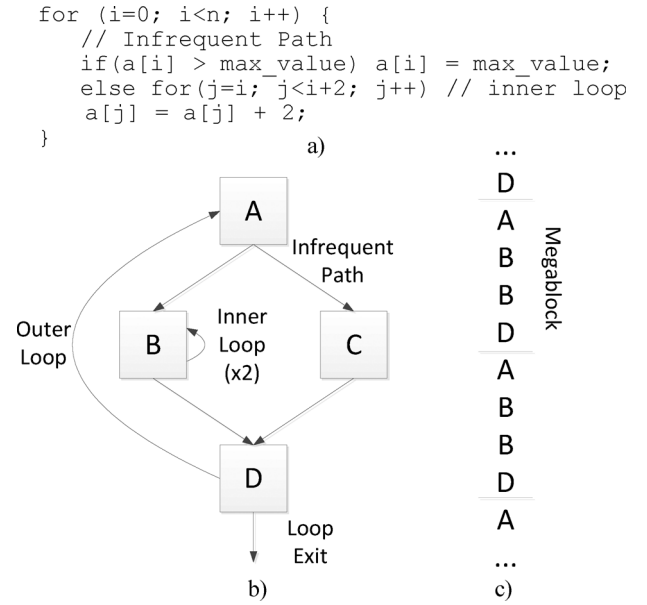 for (i=0; i<n; i++) {
// Infrequent Path
if(a[i] > max_value) a[i] = max_value;
else for(j=i; j<i+2; j++) // inner loop
a[j] = a[j] + 2;
}
a)
A
Infrequent
Path
Outer
Loop
B
Inner
Loop
(x2)
C
D
Loop
Exit
b)
...
D
A
B
B
D
Megablock
A
B
B
D
A
...
c)